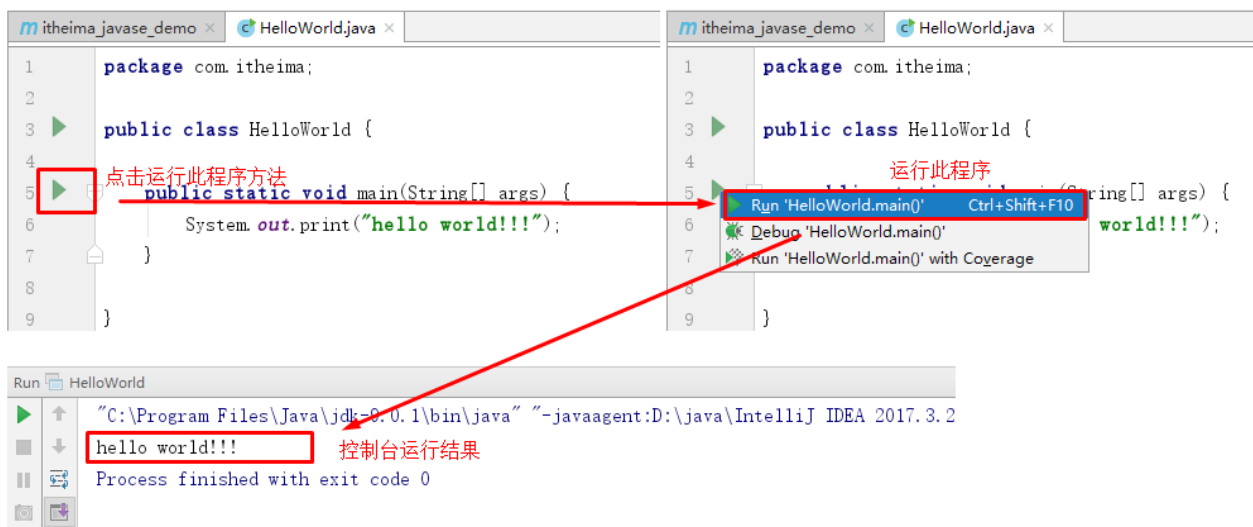 itheima_javase_demo
HelloWorld.java
1 package com.itheima;
2
3 public class HelloWorld {
4
点击运行此程序方法
5 public static void main(String[] args) {
6 System.out.print("hello world!!!");
7 }
8
9 }
itheima_javase_demo
HelloWorld.java
1 package com.itheima;
2
3 public class HelloWorld {
4
运行此程序
5 ring[] args) {
Run 'HelloWorld.main()' Ctrl+Shift+F10
6 world!!!");
Debug 'HelloWorld.main()'
7
Run 'HelloWorld.main()' with Coverage
8
9 }
Run HelloWorld
"C:\Program Files\Java\jdk-9.0.1\bin\java" "-javaagent:D:\java\IntelliJ IDEA 2017.3.2
hello world!!!
控制台运行结果
Process finished with exit code 0